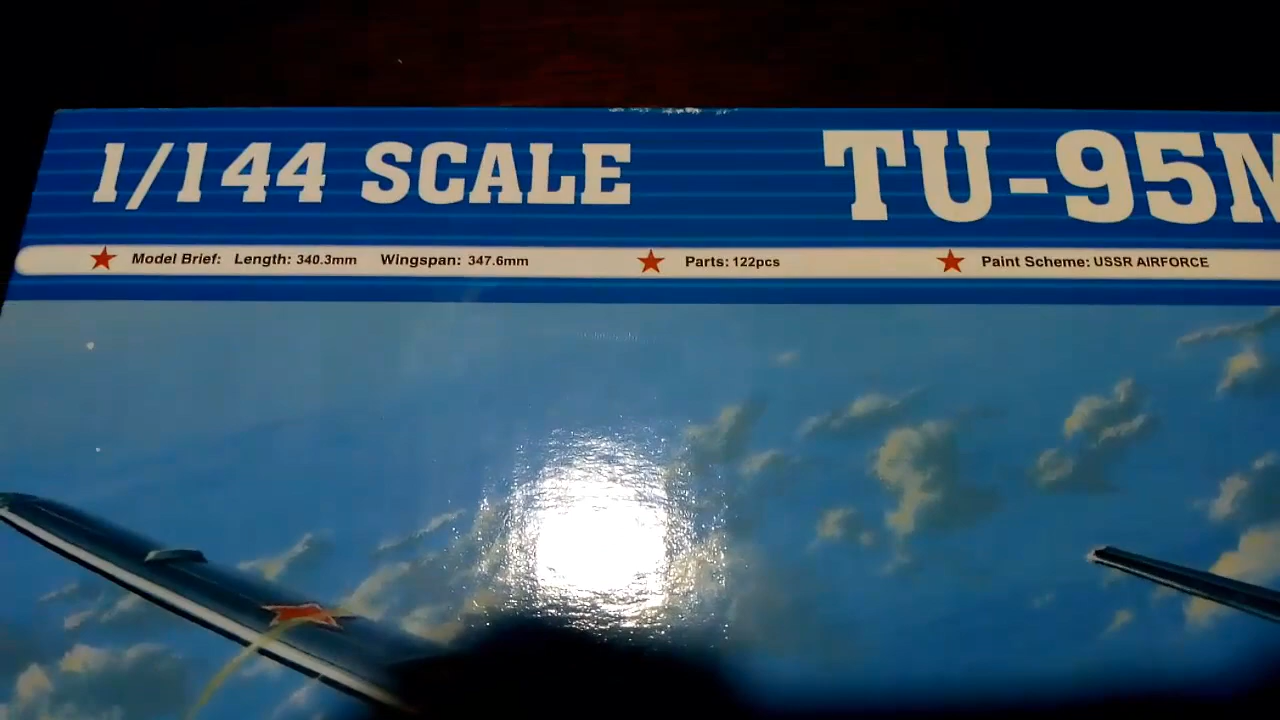 1/144 SCALE TU-95M
Model Brief: Length: 340.3mm Wingspan: 347.6mm Parts: 122pcs Paint Scheme: USSR AIRFORCE